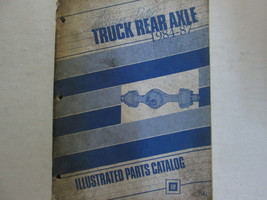 TRUCK REAR AXLE
1984-87
ILLUSTRATED PARTS CATALOG